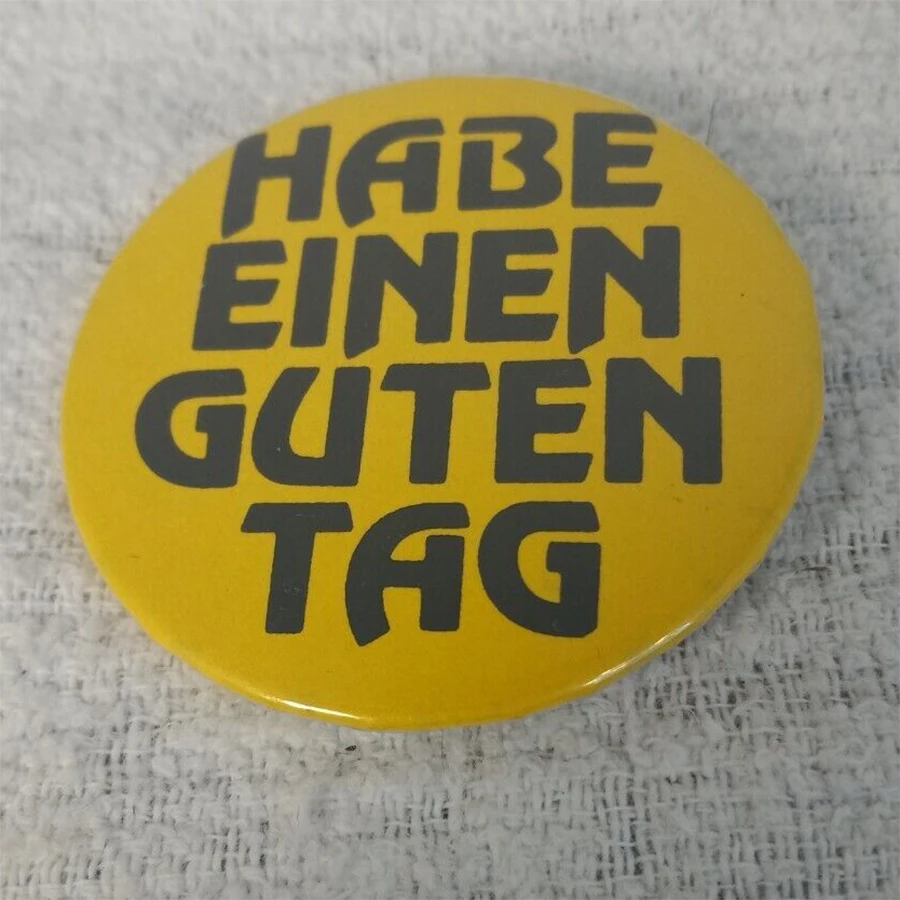 HABE
EINEN
GUTEN
TAG